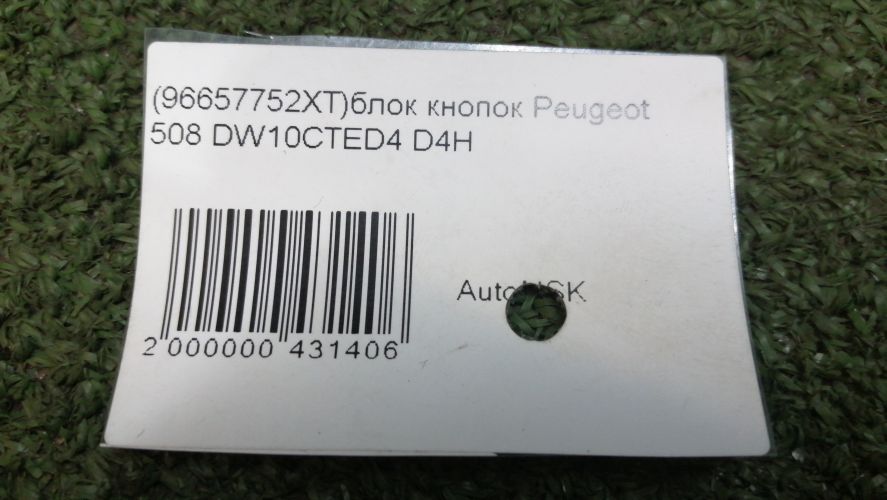 (96657752XT)блок кнопок Peugeot
508 DW10CTED4 D4H
2 000000 431406